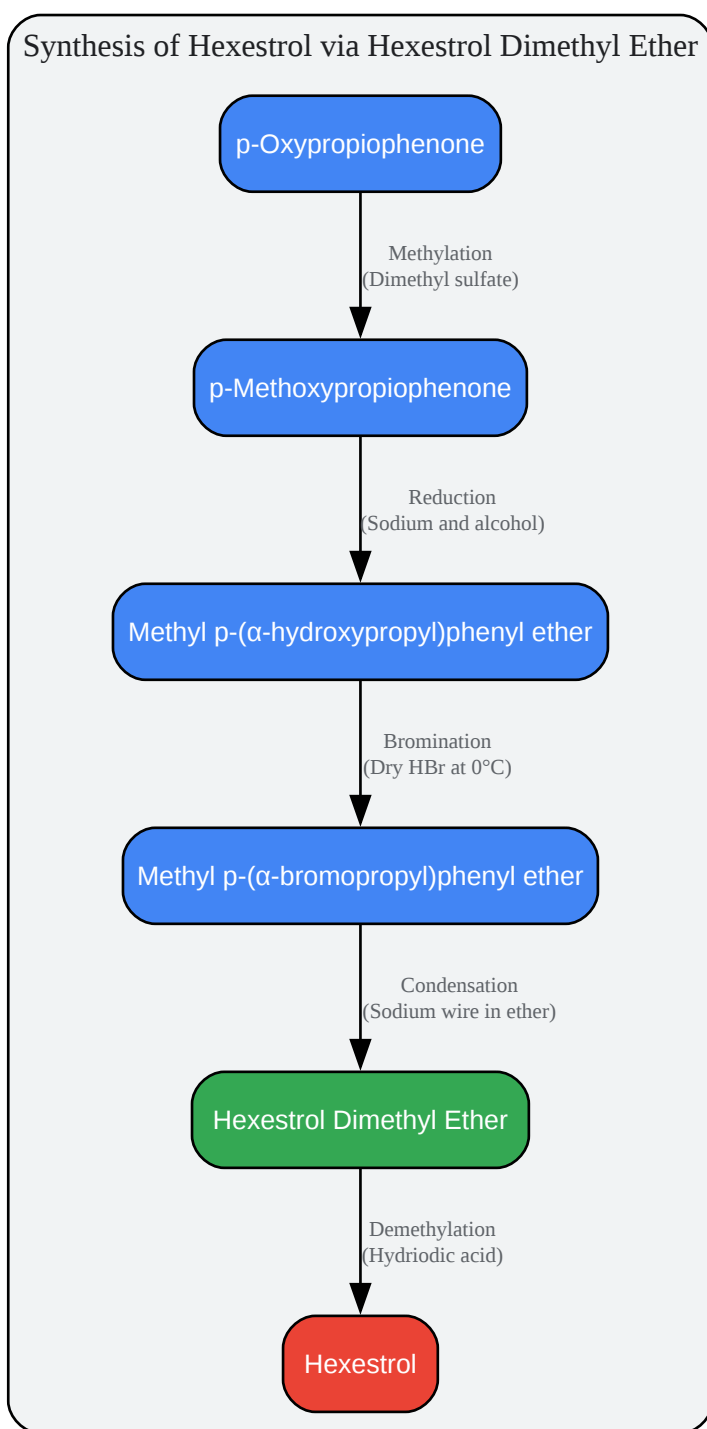 Synthesis of Hexestrol via Hexestrol Dimethyl Ether
p-Oxypropiophenone
Methylation
(Dimethyl sulfate)
p-Methoxypropiophenone
Reduction
(Sodium and alcohol)
Methyl p-(α-hydroxypropyl)phenyl ether
Bromination
(Dry HBr at 0°C)
Methyl p-(α-bromopropyl)phenyl ether
Condensation
(Sodium wire in ether)
Hexestrol Dimethyl Ether
Demethylation
(Hydriodic acid)
Hexestrol